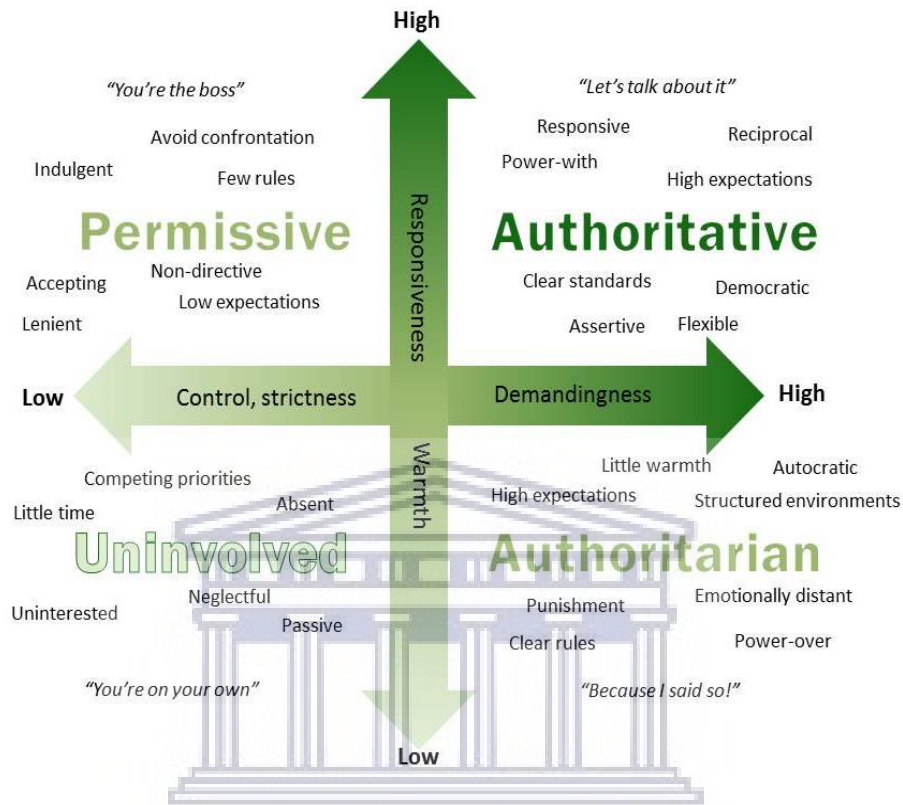 High
“You’re the boss”
“Let’s talk about it”
Avoid confrontation
Responsive
Reciprocal
Indulgent
Power-with
Few rules
High expectations
Permissive
Authoritative
Responsiveness
Accepting
Non-directive
Clear standards
Democratic
Low expectations
Lenient
Assertive
Flexible
Low
Control, strictness
Demandingness
High
Warmth
Competing priorities
Little warmth
Autocratic
Little time
Absent
High expectations
Structured environments
Uninvolved
Authoritarian
Uninterested
Neglectful
Punishment
Emotionally distant
Passive
Clear rules
Power-over
“You’re on your own”
“Because I said so!”
Low